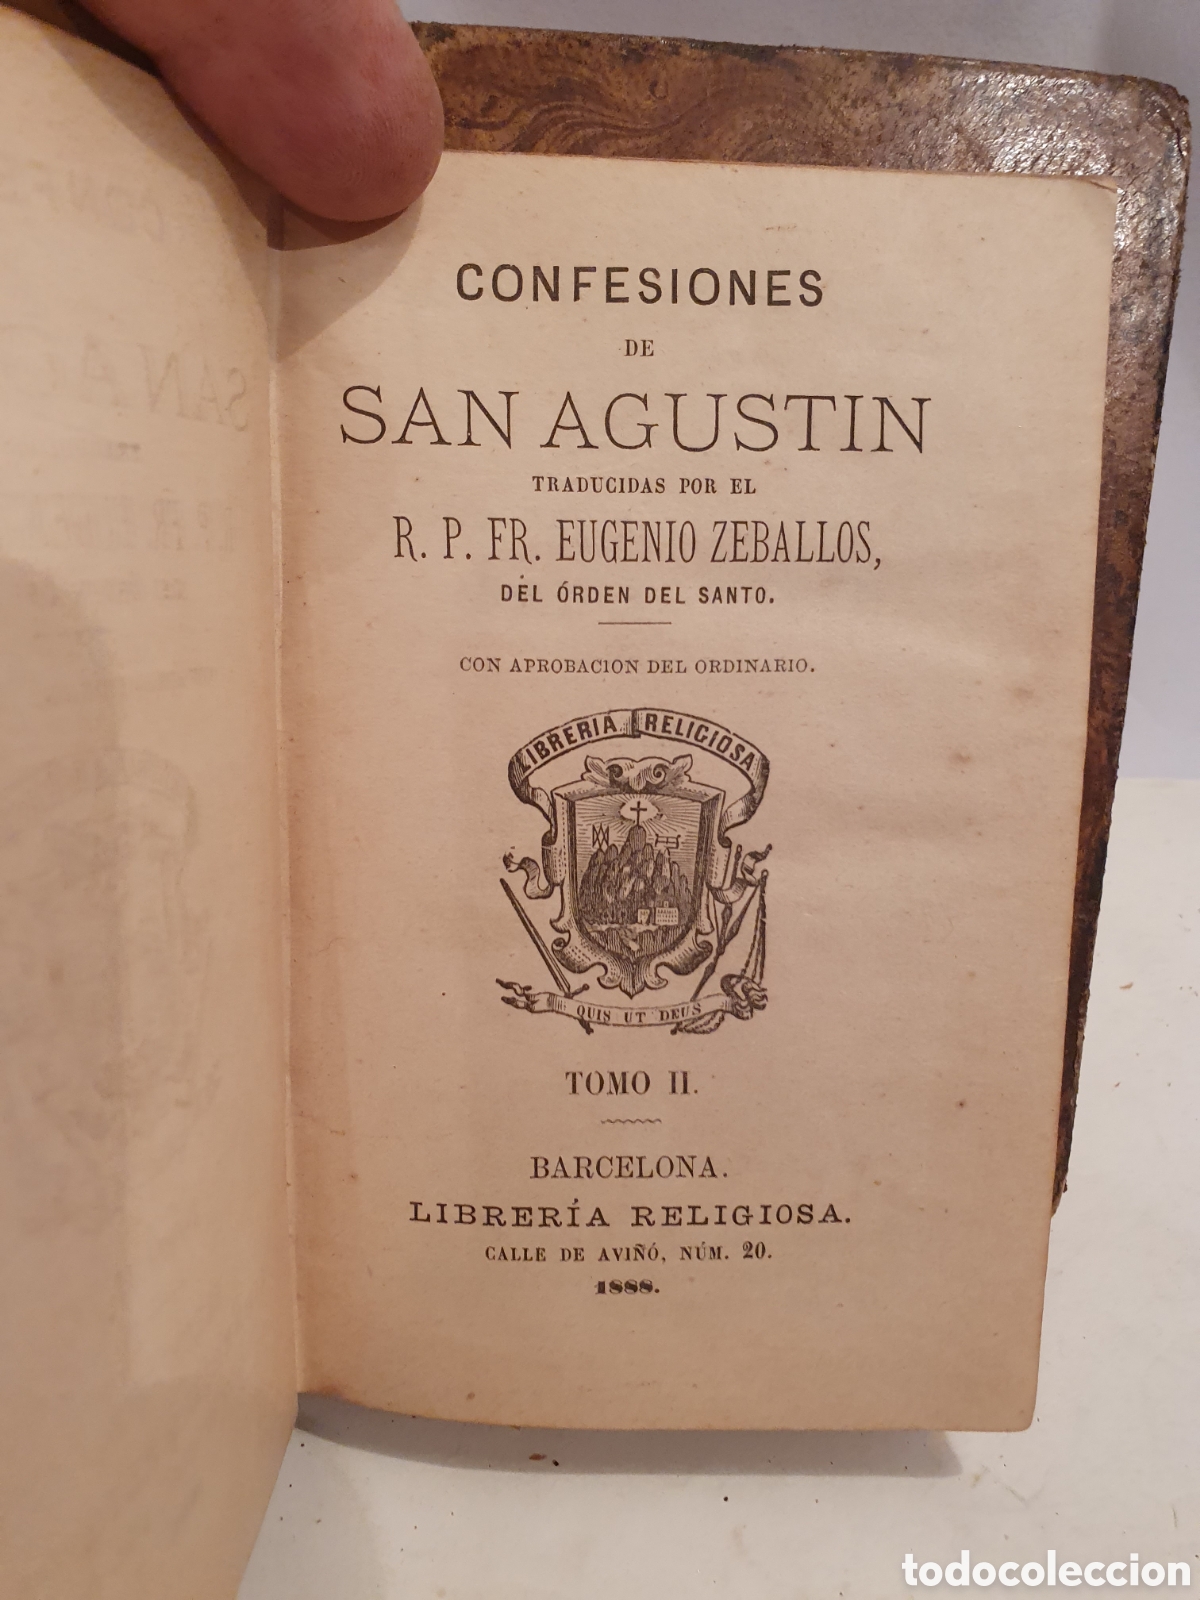 CONFESIONES
DE
SAN AGUSTIN
TRADUCIDAS POR EL
R. P. FR. EUGENIO ZEBALLOS,
DEL ÓRDEN DEL SANTO.
CON APROBACION DEL ORDINARIO.
LIBRERIA RELIGIOSA
QUIS UT DEUS
TOMO II.
BARCELONA.
LIBRERÍA RELIGIOSA.
CALLE DE AVIÑÓ, NÚM. 20.
1888.
todocoleccion